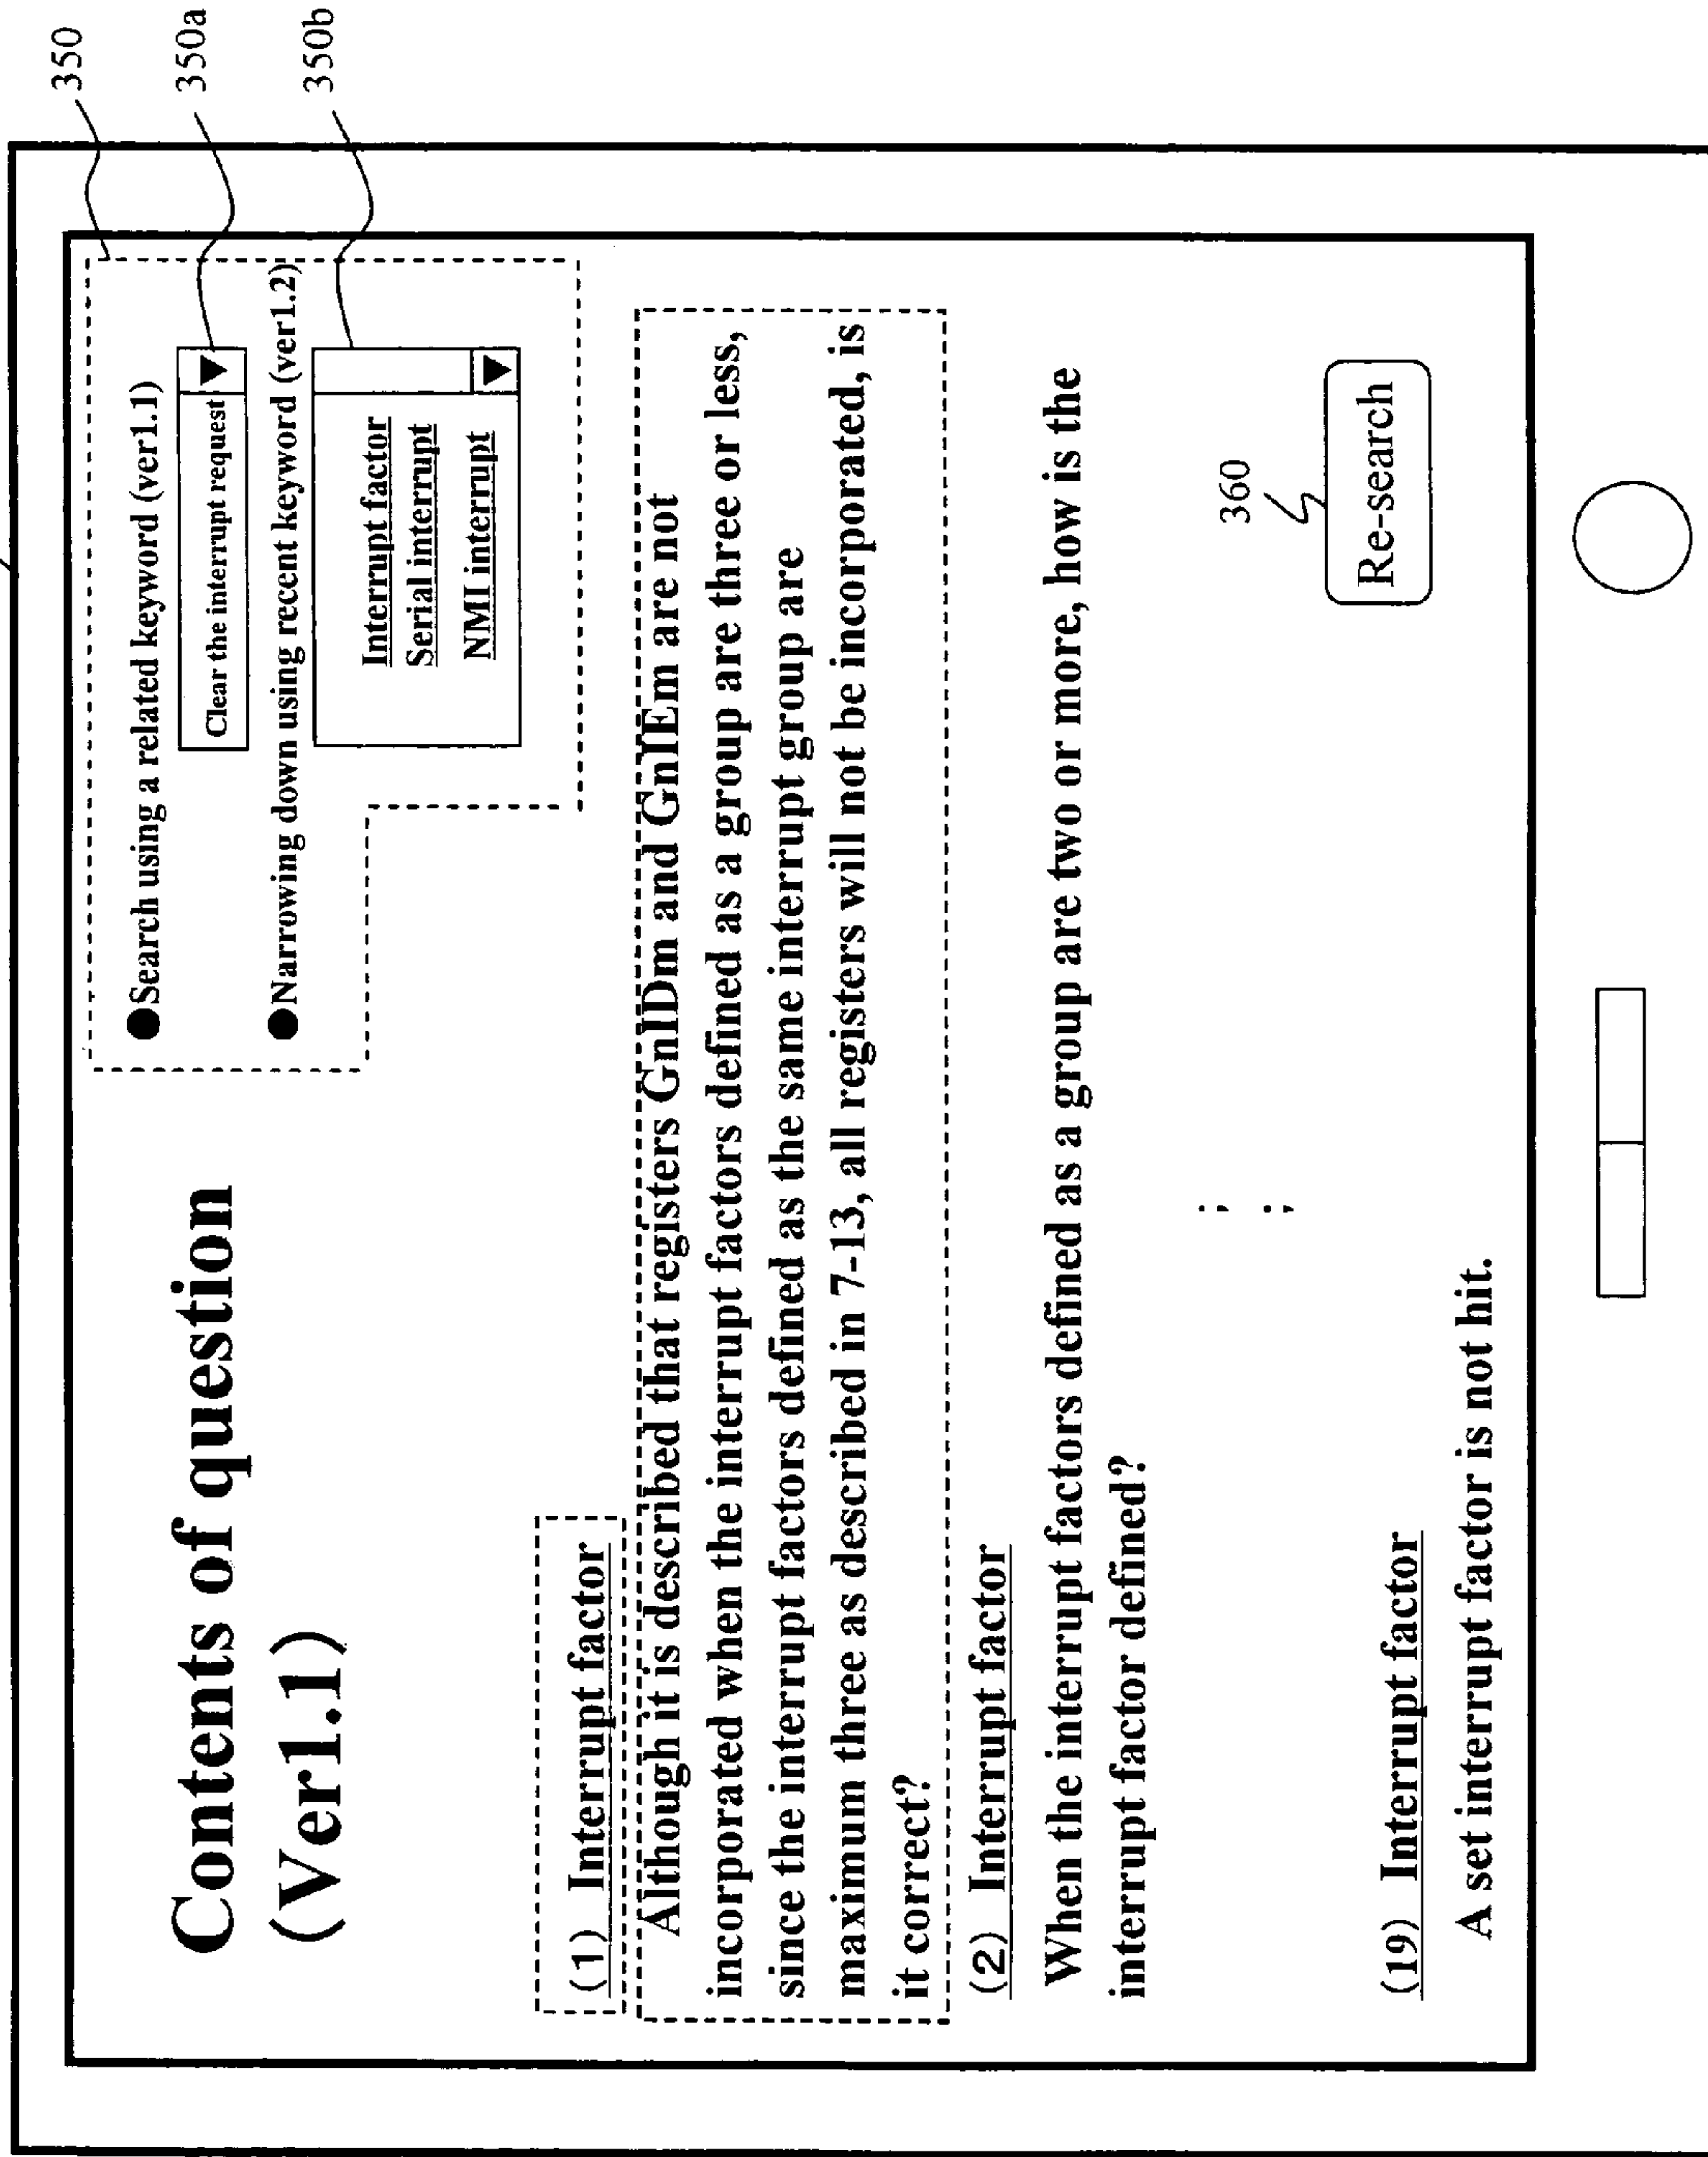 Contents of question
(Ver1.1)
●Search using a related keyword (ver1.1)
Clear the interrupt request ▼
●Narrowing down using recent keyword (ver1.2)
▼
Interrupt factor
Serial interrupt
NMI interrupt
350
350a
350b
(1) Interrupt factor
Although it is described that registers GnIDm and GnIEm are not
incorporated when the interrupt factors defined as a group are three or less,
since the interrupt factors defined as the same interrupt group are
maximum three as described in 7-13, all registers will not be incorporated, is
it correct?
(2) Interrupt factor
When the interrupt factors defined as a group are two or more, how is the
interrupt factor defined?
;
;
360
Re-search
(19) Interrupt factor
A set interrupt factor is not hit.